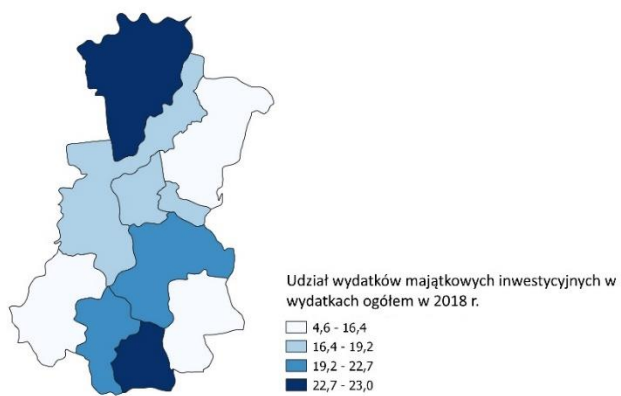 Udział wydatków majątkowych inwestycyjnych w
wydatkach ogółem w 2018 r.
4,6 - 16,4
16,4 - 19,2
19,2 - 22,7
22,7 - 23,0